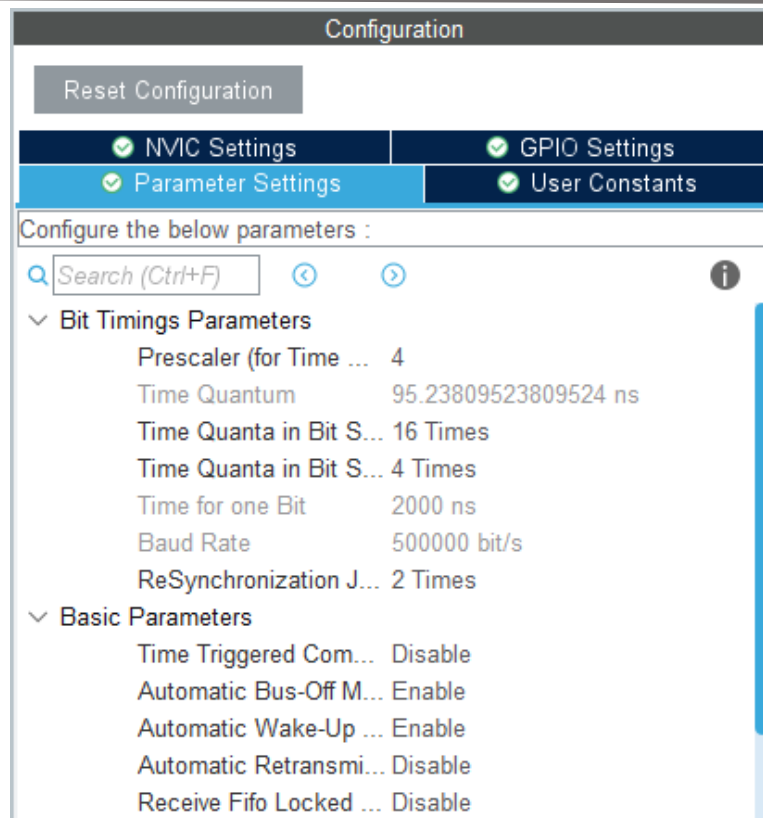 Configuration
Reset Configuration
NVIC Settings GPIO Settings
Parameter Settings User Constants
Configure the below parameters :
Search (Ctrl+F)
Bit Timings Parameters
Prescaler (for Time ... 4
Time Quantum 95.23809523809524 ns
Time Quanta in Bit S... 16 Times
Time Quanta in Bit S... 4 Times
Time for one Bit 2000 ns
Baud Rate 500000 bit/s
ReSynchronization J... 2 Times
Basic Parameters
Time Triggered Com... Disable
Automatic Bus-Off M... Enable
Automatic Wake-Up ... Enable
Automatic Retransmi... Disable
Receive Fifo Locked ... Disable